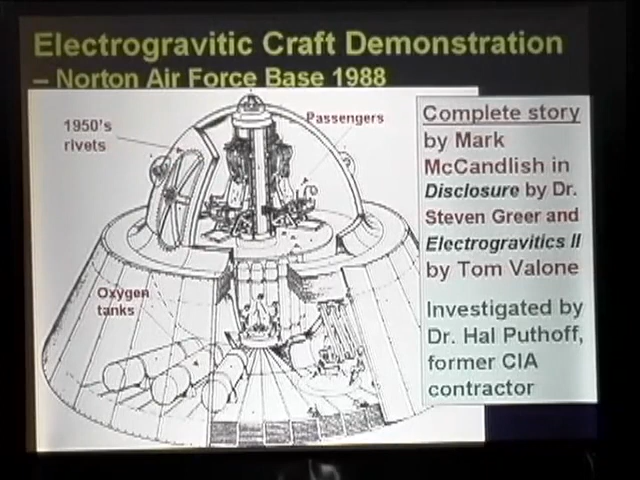 Electrogravitic Craft Demonstration
– Norton Air Force Base 1988
1950's
rivets
Passengers
Oxygen
tanks
Complete story
by Mark
McCandlish in
Disclosure by Dr.
Steven Greer and
Electrogravitics II
by Tom Valone
Investigated by
Dr. Hal Puthoff,
former CIA
contractor